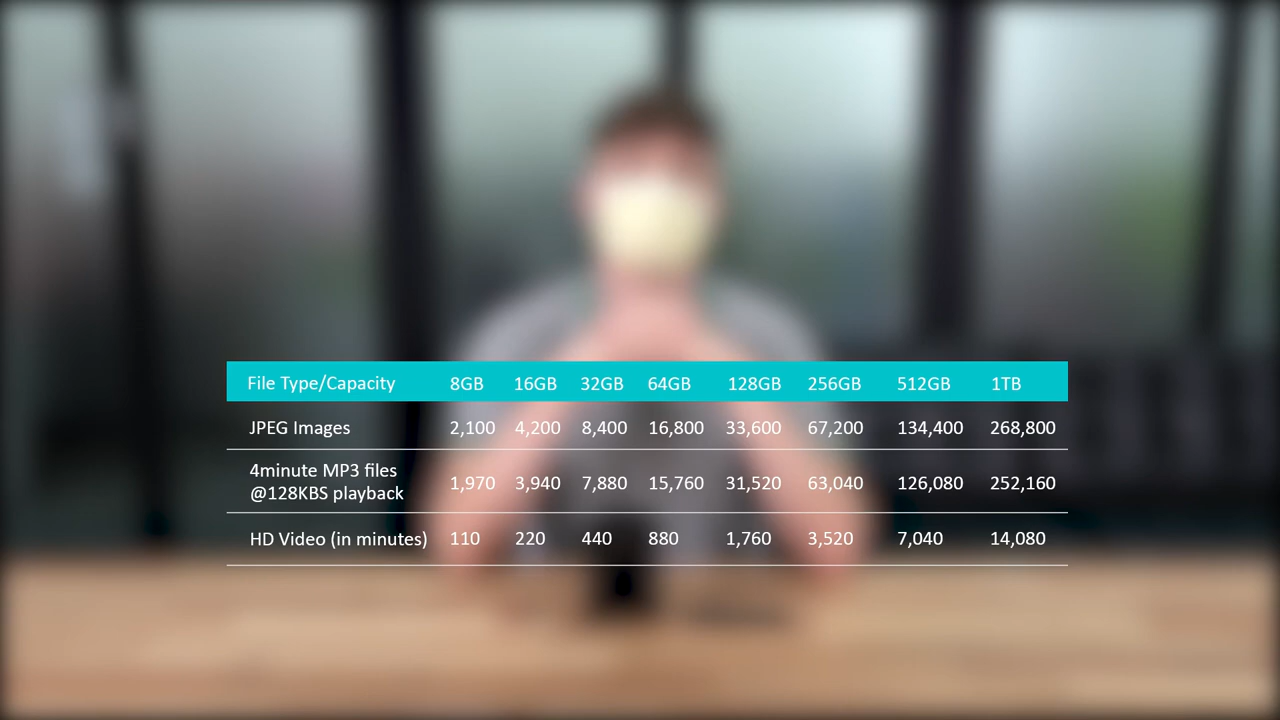 File Type/Capacity 8GB 16GB 32GB 64GB 128GB 256GB 512GB 1TB
JPEG Images 2,100 4,200 8,400 16,800 33,600 67,200 134,400 268,800
4minute MP3 files
@128KBS playback 1,970 3,940 7,880 15,760 31,520 63,040 126,080 252,160
HD Video (in minutes) 110 220 440 880 1,760 3,520 7,040 14,080